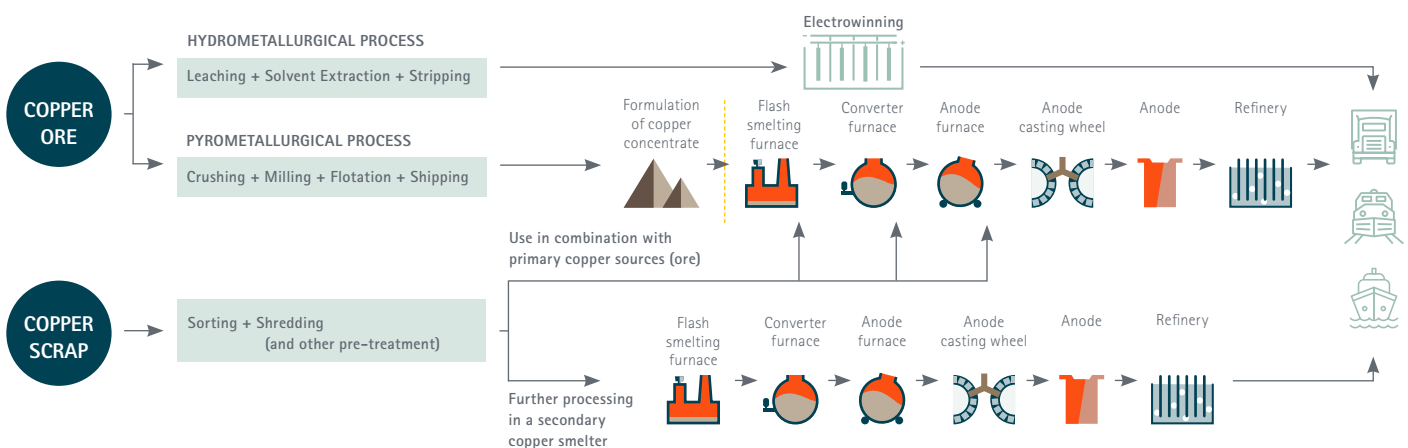 COPPER
ORE
HYDROMETALLURGICAL PROCESS
Leaching + Solvent Extraction + Stripping
Electrowinning
PYROMETALLURGICAL PROCESS
Crushing + Milling + Flotation + Shipping
Formulation
of copper
concentrate
Flash
smelting
furnace
Converter
furnace
Anode
furnace
Anode
casting wheel
Anode
Refinery
Use in combination with
primary copper sources (ore)
COPPER
SCRAP
Sorting + Shredding
(and other pre-treatment)
Further processing
in a secondary
copper smelter
Flash
smelting
furnace
Converter
furnace
Anode
furnace
Anode
casting wheel
Anode
Refinery